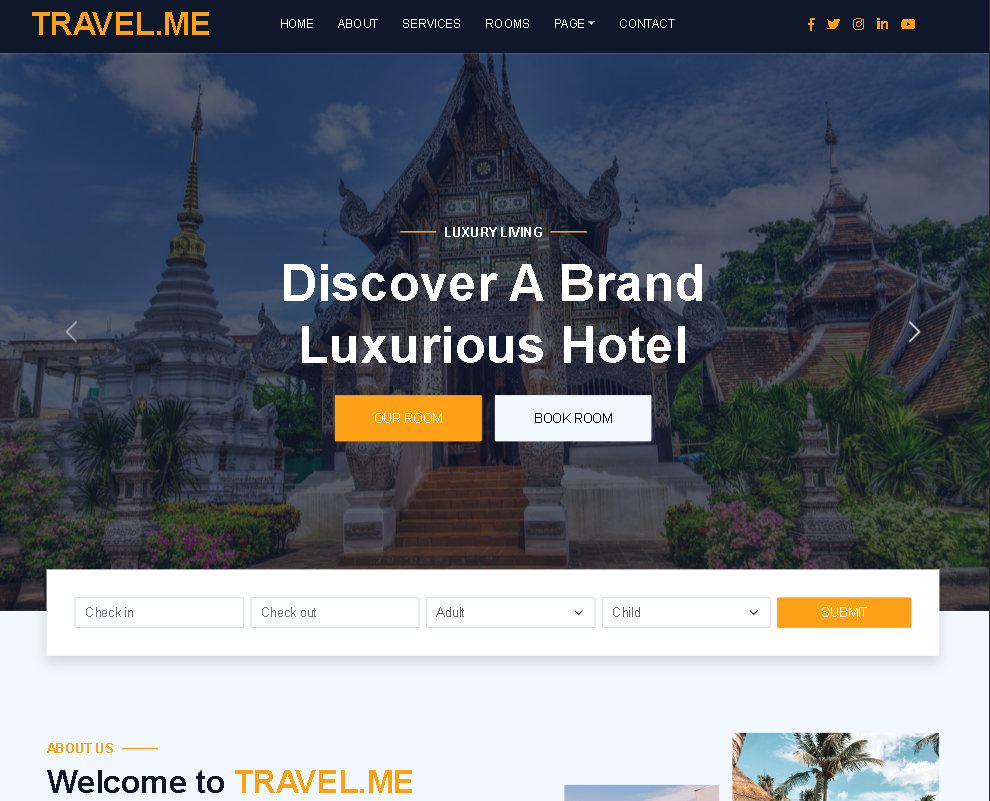 TRAVEL.ME
HOME ABOUT SERVICES ROOMS PAGE CONTACT
LUXURY LIVING
Discover A Brand
Luxurious Hotel
OUR ROOM BOOK ROOM
Check in Check out Adult Child SUBMIT
ABOUT US
Welcome to TRAVEL.ME